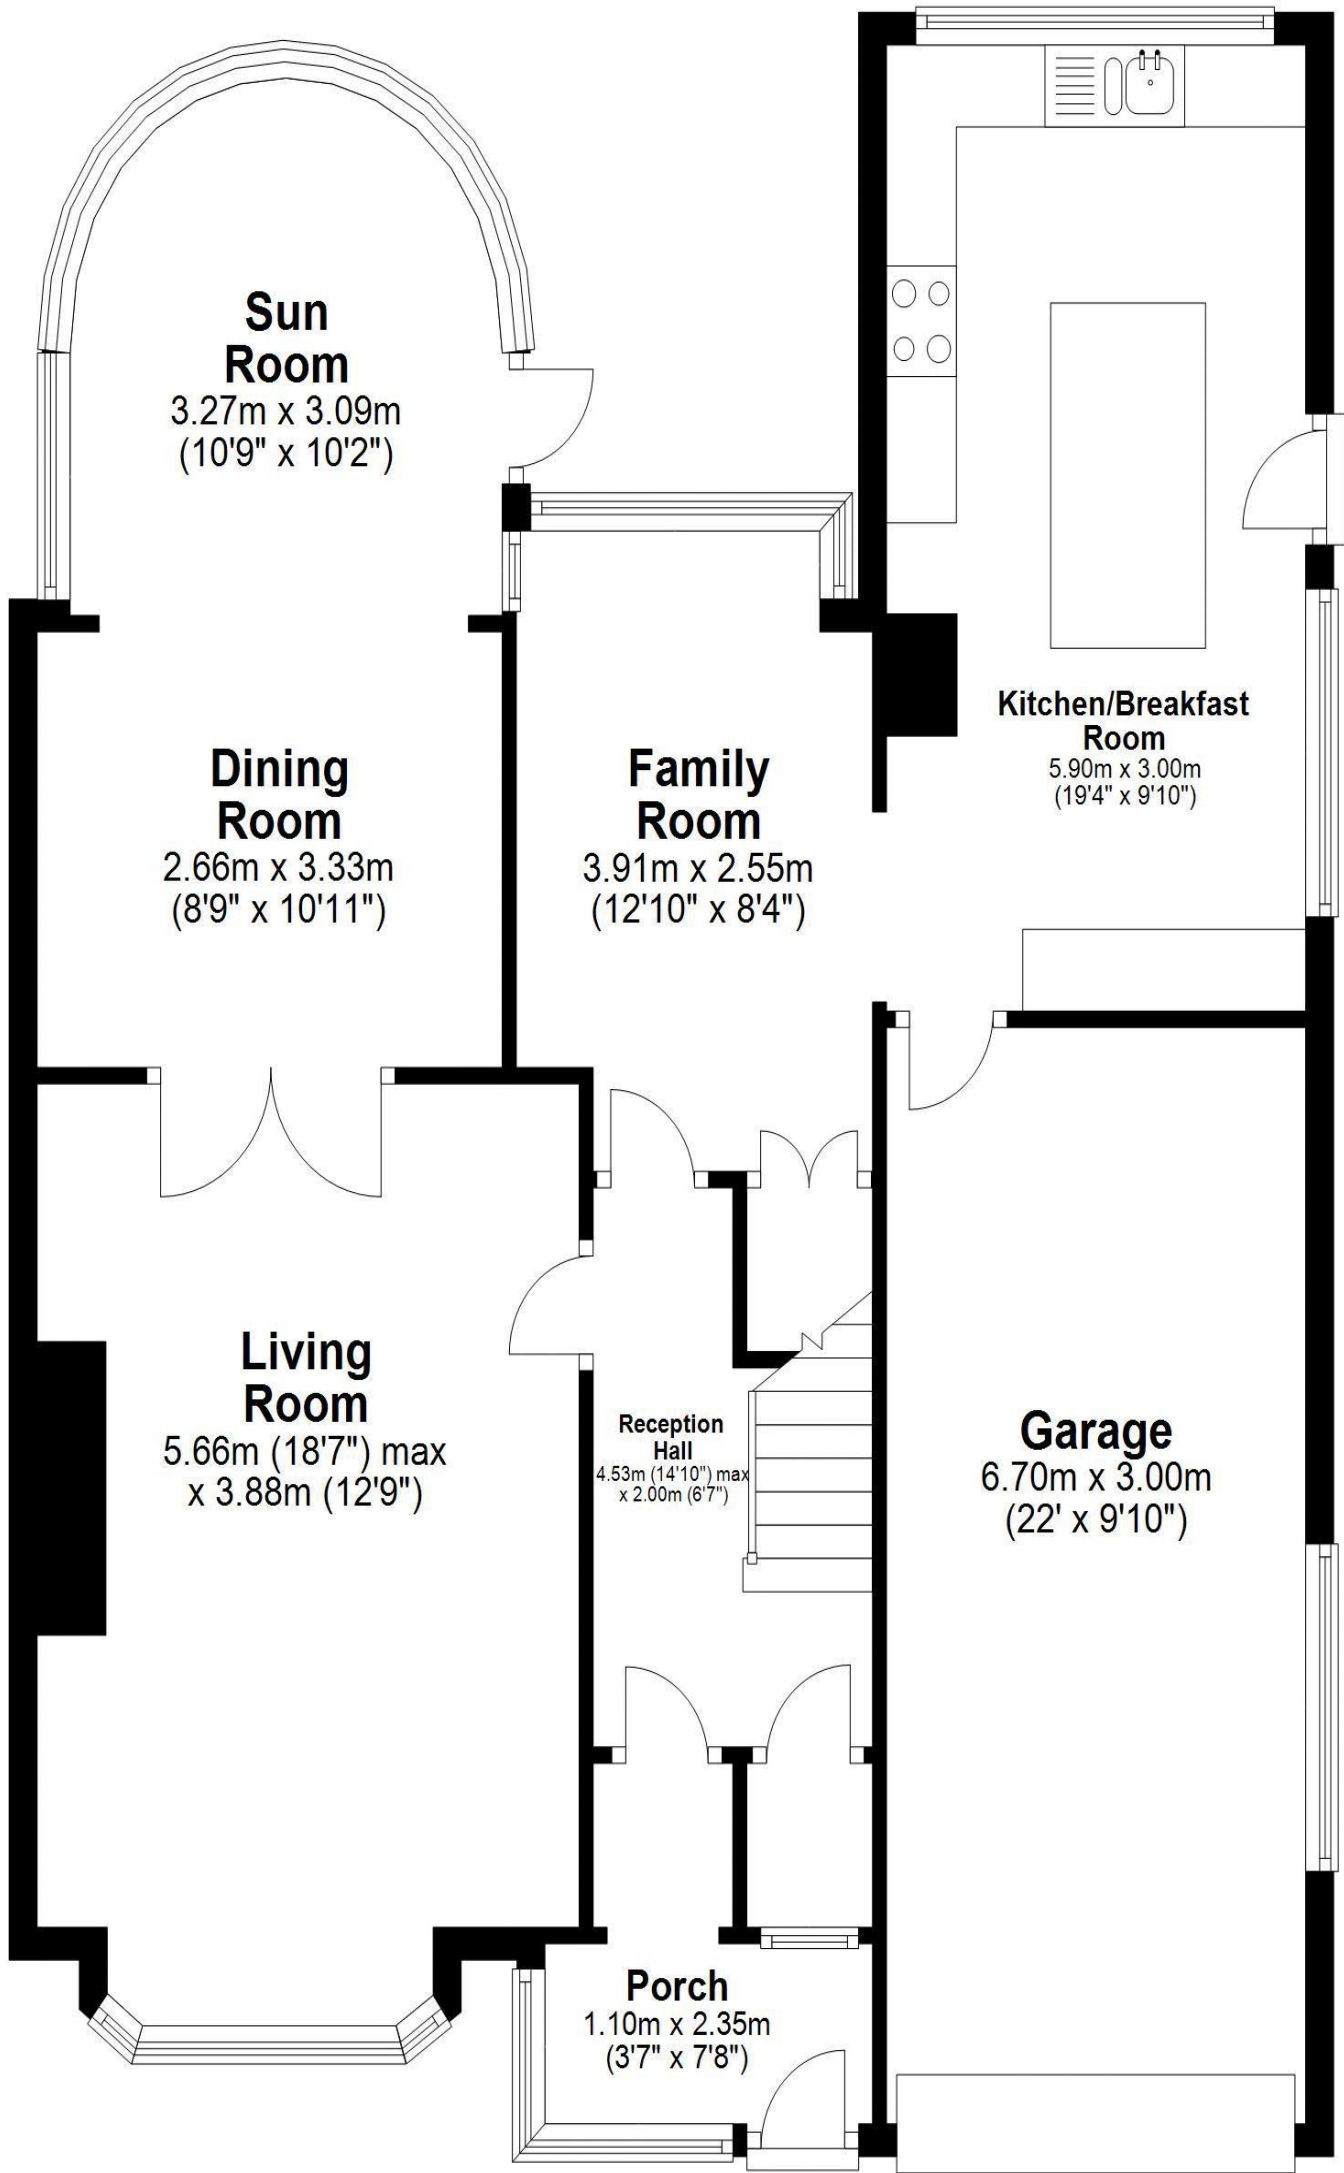 Sun
Room
3.27m x 3.09m
(10'9" x 10'2")
Kitchen/Breakfast
Room
5.90m x 3.00m
(19'4" x 9'10")
Dining
Room
2.66m x 3.33m
(8'9" x 10'11")
Family
Room
3.91m x 2.55m
(12'10" x 8'4")
Living
Room
5.66m (18'7") max
x 3.88m (12'9")
Reception
Hall
4.53m (14'10") max
x 2.00m (6'7")
Garage
6.70m x 3.00m
(22' x 9'10")
Porch
1.10m x 2.35m
(3'7" x 7'8")